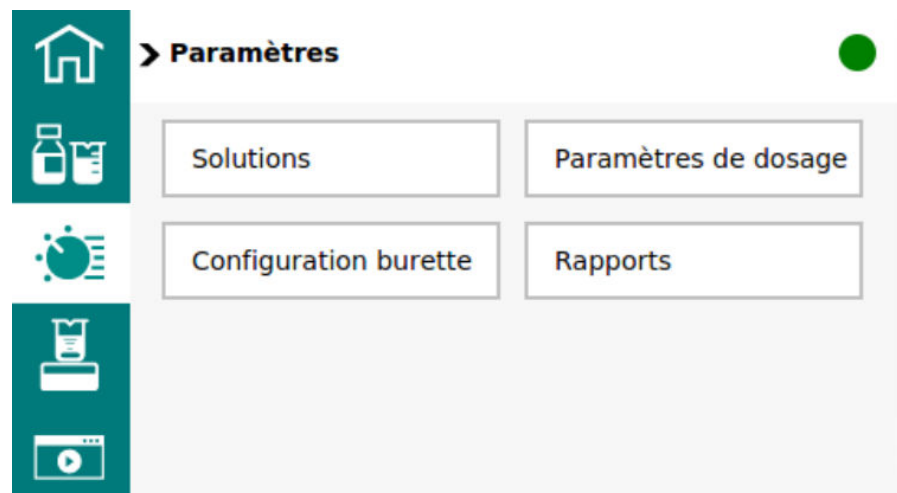 Paramètres
Solutions
Paramètres de dosage
Configuration burette
Rapports